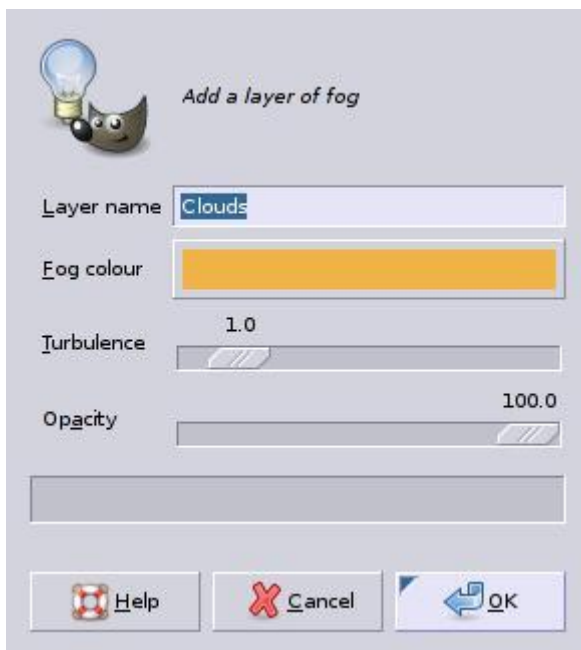 Add a layer of fog
Layer name Clouds
Fog colour
1.0
Turbulence
100.0
Opacity
Help Cancel OK